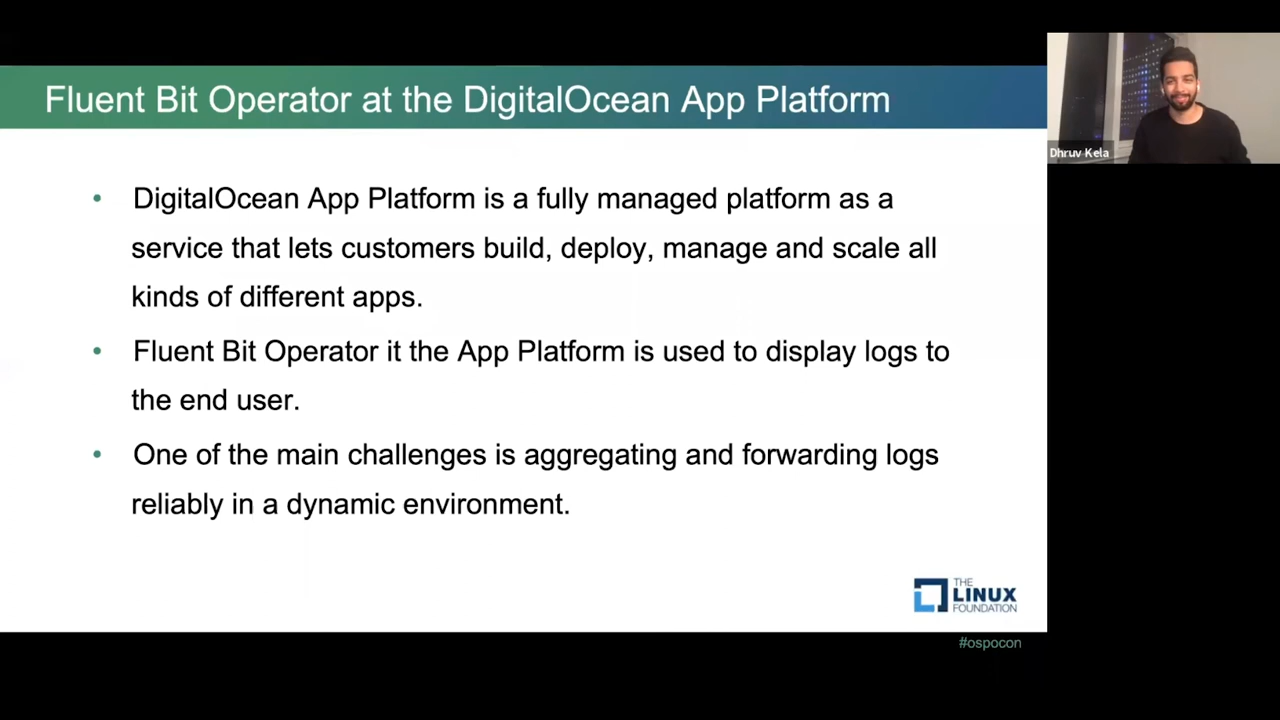 Fluent Bit Operator at the DigitalOcean App Platform
Dhruv Kela
• DigitalOcean App Platform is a fully managed platform as a
service that lets customers build, deploy, manage and scale all
kinds of different apps.
• Fluent Bit Operator it the App Platform is used to display logs to
the end user.
• One of the main challenges is aggregating and forwarding logs
reliably in a dynamic environment.
THE
LINUX
FOUNDATION
#ospocon